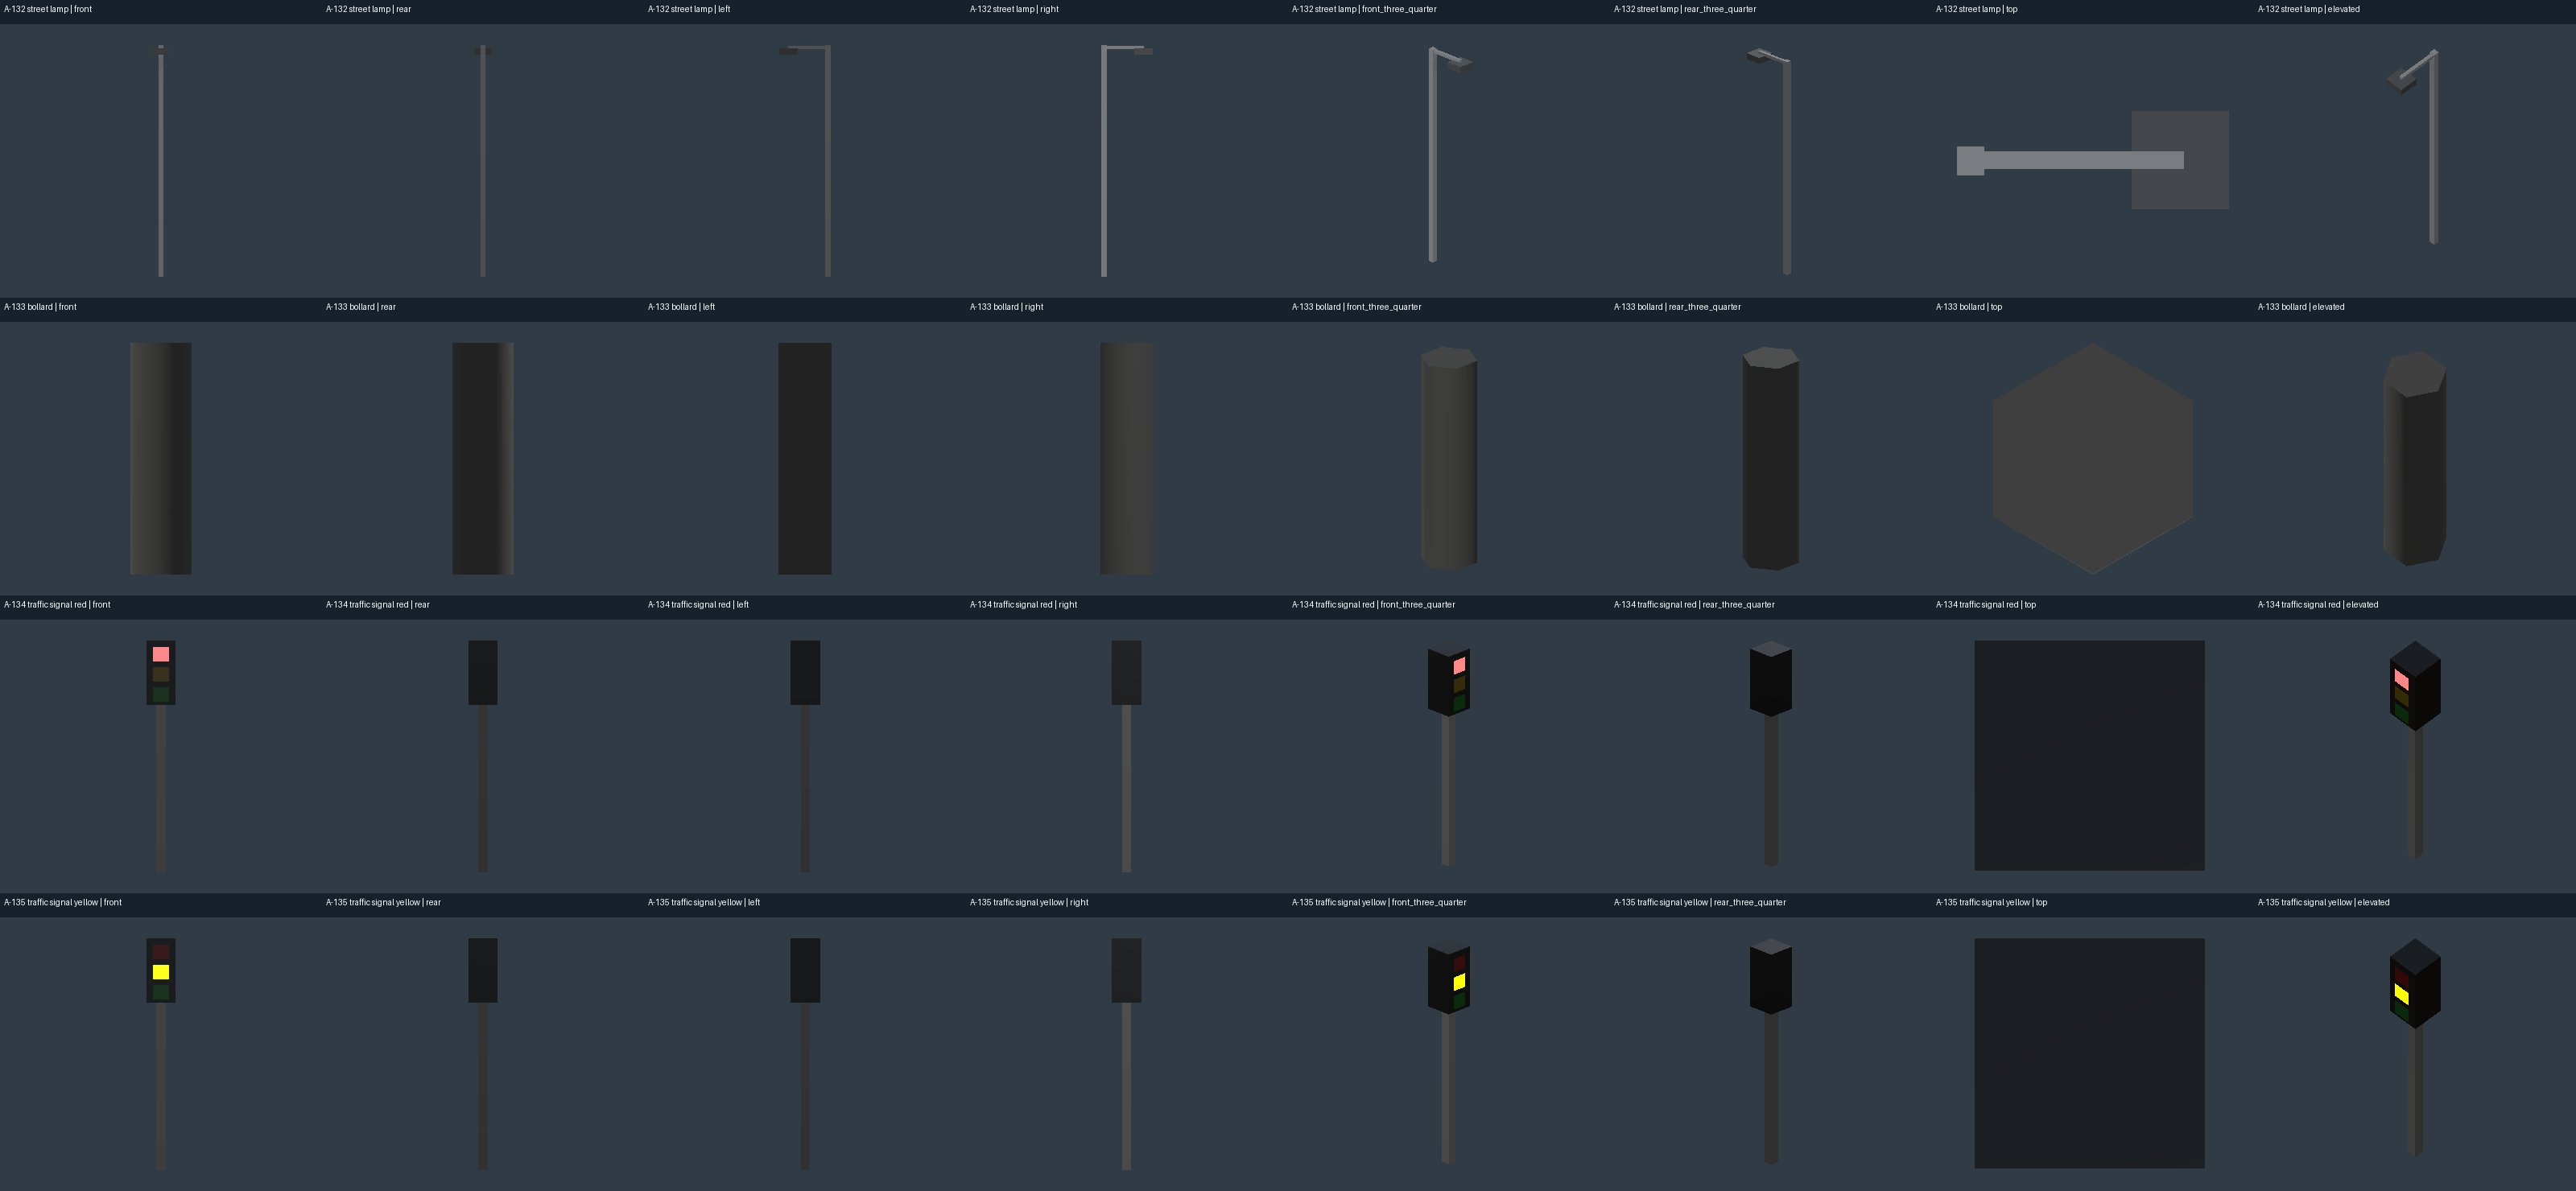 A-132 street lamp | front
A-132 street lamp | rear
A-132 street lamp | left
A-132 street lamp | right
A-132 street lamp | front_three_quarter
A-132 street lamp | rear_three_quarter
A-132 street lamp | top
A-132 street lamp | elevated
A-133 bollard | front
A-133 bollard | rear
A-133 bollard | left
A-133 bollard | right
A-133 bollard | front_three_quarter
A-133 bollard | rear_three_quarter
A-133 bollard | top
A-133 bollard | elevated
A-134 traffic signal red | front
A-134 traffic signal red | rear
A-134 traffic signal red | left
A-134 traffic signal red | right
A-134 traffic signal red | front_three_quarter
A-134 traffic signal red | rear_three_quarter
A-134 traffic signal red | top
A-134 traffic signal red | elevated
A-135 traffic signal yellow | front
A-135 traffic signal yellow | rear
A-135 traffic signal yellow | left
A-135 traffic signal yellow | right
A-135 traffic signal yellow | front_three_quarter
A-135 traffic signal yellow | rear_three_quarter
A-135 traffic signal yellow | top
A-135 traffic signal yellow | elevated